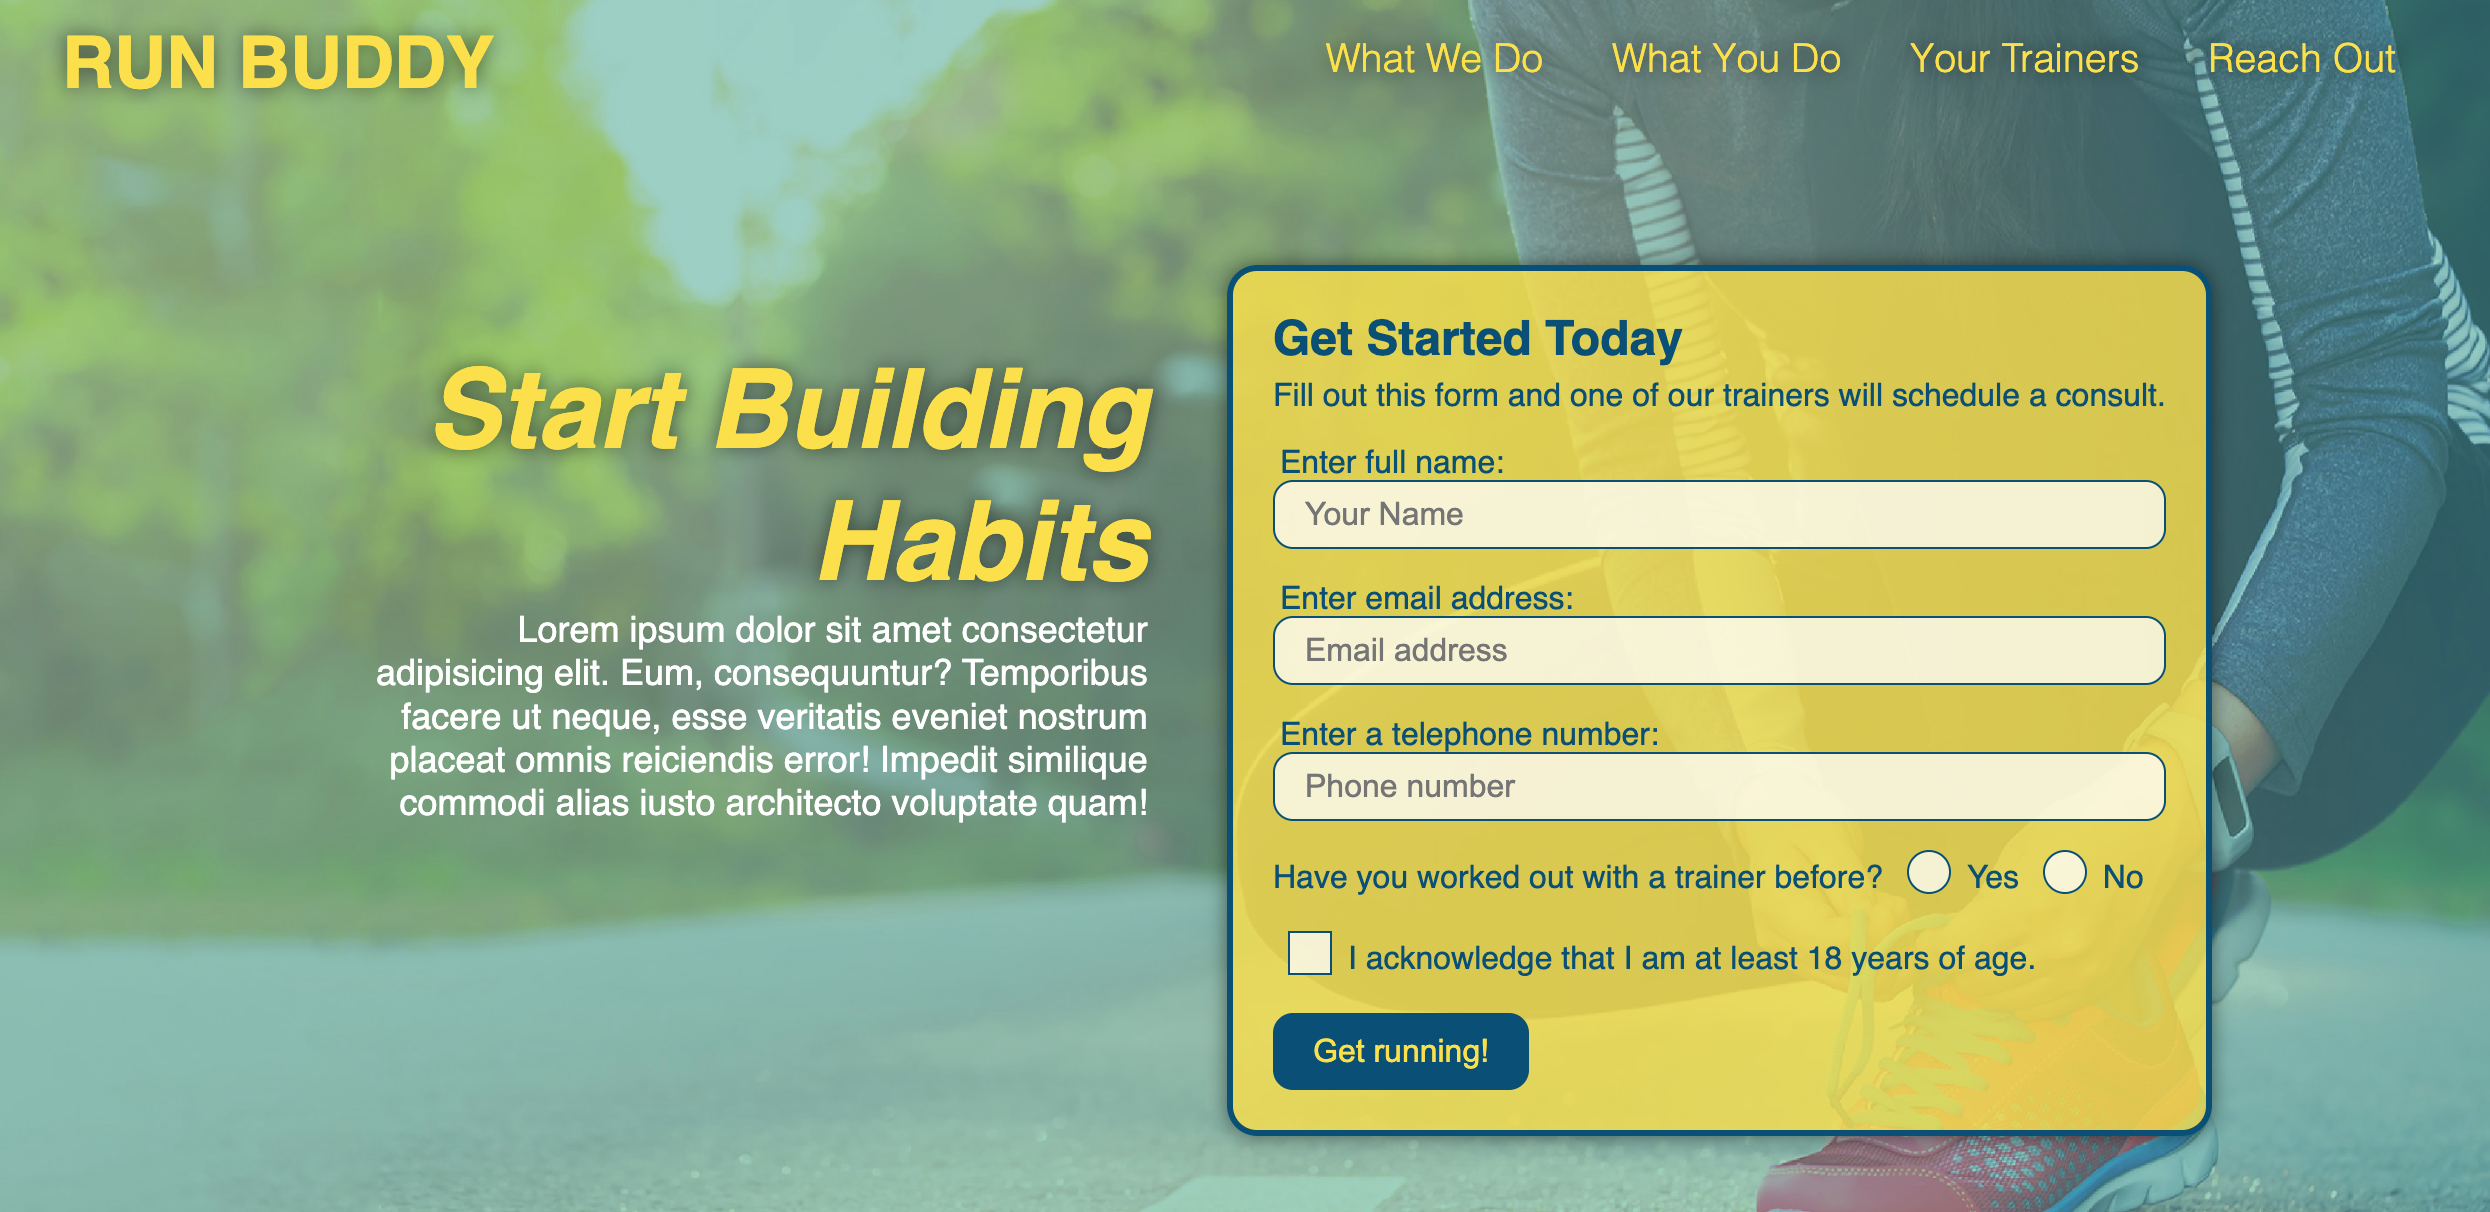 RUN BUDDY
What We Do
What You Do
Your Trainers
Reach Out
Start Building
Habits
Lorem ipsum dolor sit amet consectetur
adipisicing elit. Eum, consequuntur? Temporibus
facere ut neque, esse veritatis eveniet nostrum
placeat omnis reiciendis error! Impedit similique
commodi alias iusto architecto voluptate quam!
Get Started Today
Fill out this form and one of our trainers will schedule a consult.
Enter full name:
Your Name
Enter email address:
Email address
Enter a telephone number:
Phone number
Have you worked out with a trainer before? Yes No
I acknowledge that I am at least 18 years of age.
Get running!